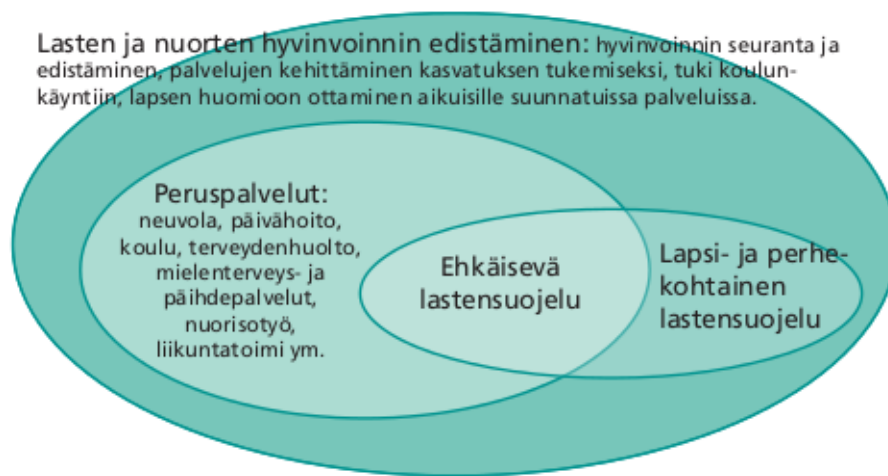 Lasten ja nuorten hyvinvoinnin edistäminen: hyvinvoinnin seuranta ja
edistäminen, palvelujen kehittäminen kasvatuksen tukemiseksi, tuki koulun-
käyntiin, lapsen huomioon ottaminen aikuisille suunnatuissa palveluissa.
Peruspalvelut:
neuvola, päivähoito,
koulu, terveydenhuolto,
mielenterveys- ja
päihdepalvelut,
nuorisotyö,
liikuntatoimi ym.
Ehkäisevä
lastensuojelu
Lapsi- ja perhe-
kohtainen
lastensuojelu